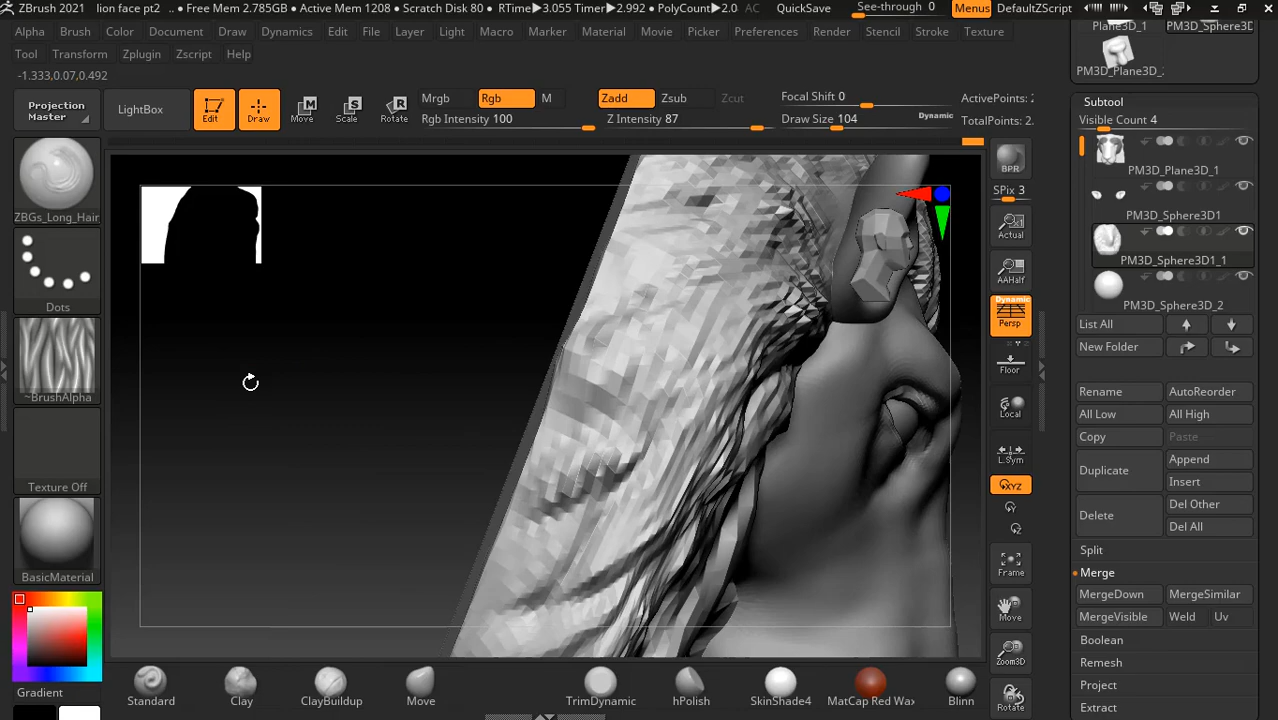 ZBrush 2021 lion face pt2 .. • Free Mem 2.785GB • Active Mem 1208 • Scratch Disk 80 • RTime▶3.055 Timer▶2.992 • PolyCount▶2.0 AC QuickSave See-through 0 Menus DefaultZScript
Alpha Brush Color Document Draw Dynamics Edit File Layer Light Macro Marker Material Movie Picker Preferences Render Stencil Stroke Texture
Tool Transform Zplugin Zscript Help
-1.333,0.07,0.492
Projection Master
LightBox
Edit
Draw
Move
Scale
Rotate
Mrgb Rgb M
Rgb Intensity 100
Zadd Zsub Zcut
Z Intensity 87
Focal Shift 0
Draw Size 104 Dynamic
ActivePoints: 2
TotalPoints: 2.
ZBGs_Long_Hair
Dots
~BrushAlpha
Texture Off
BasicMaterial
Gradient
BPR
SPix 3
Actual
AAHalf
Dynamic
Persp
Floor
Local
L.Sym
XYZ
Frame
Move
Zoom3D
Rotate
Plane3D_1 PM3D_Sphere3D
PM3D_Plane3D_2
Subtool
Visible Count 4
PM3D_Plane3D_1
PM3D_Sphere3D1
PM3D_Sphere3D1_1
PM3D_Sphere3D_2
List All
New Folder
Rename AutoReorder
All Low All High
Copy Paste
Duplicate Append
Insert
Delete Del Other
Del All
Split
Merge
MergeDown MergeSimilar
MergeVisible Weld Uv
Boolean
Remesh
Project
Extract
Standard Clay ClayBuildup Move TrimDynamic hPolish SkinShade4 MatCap Red Wax Blinn